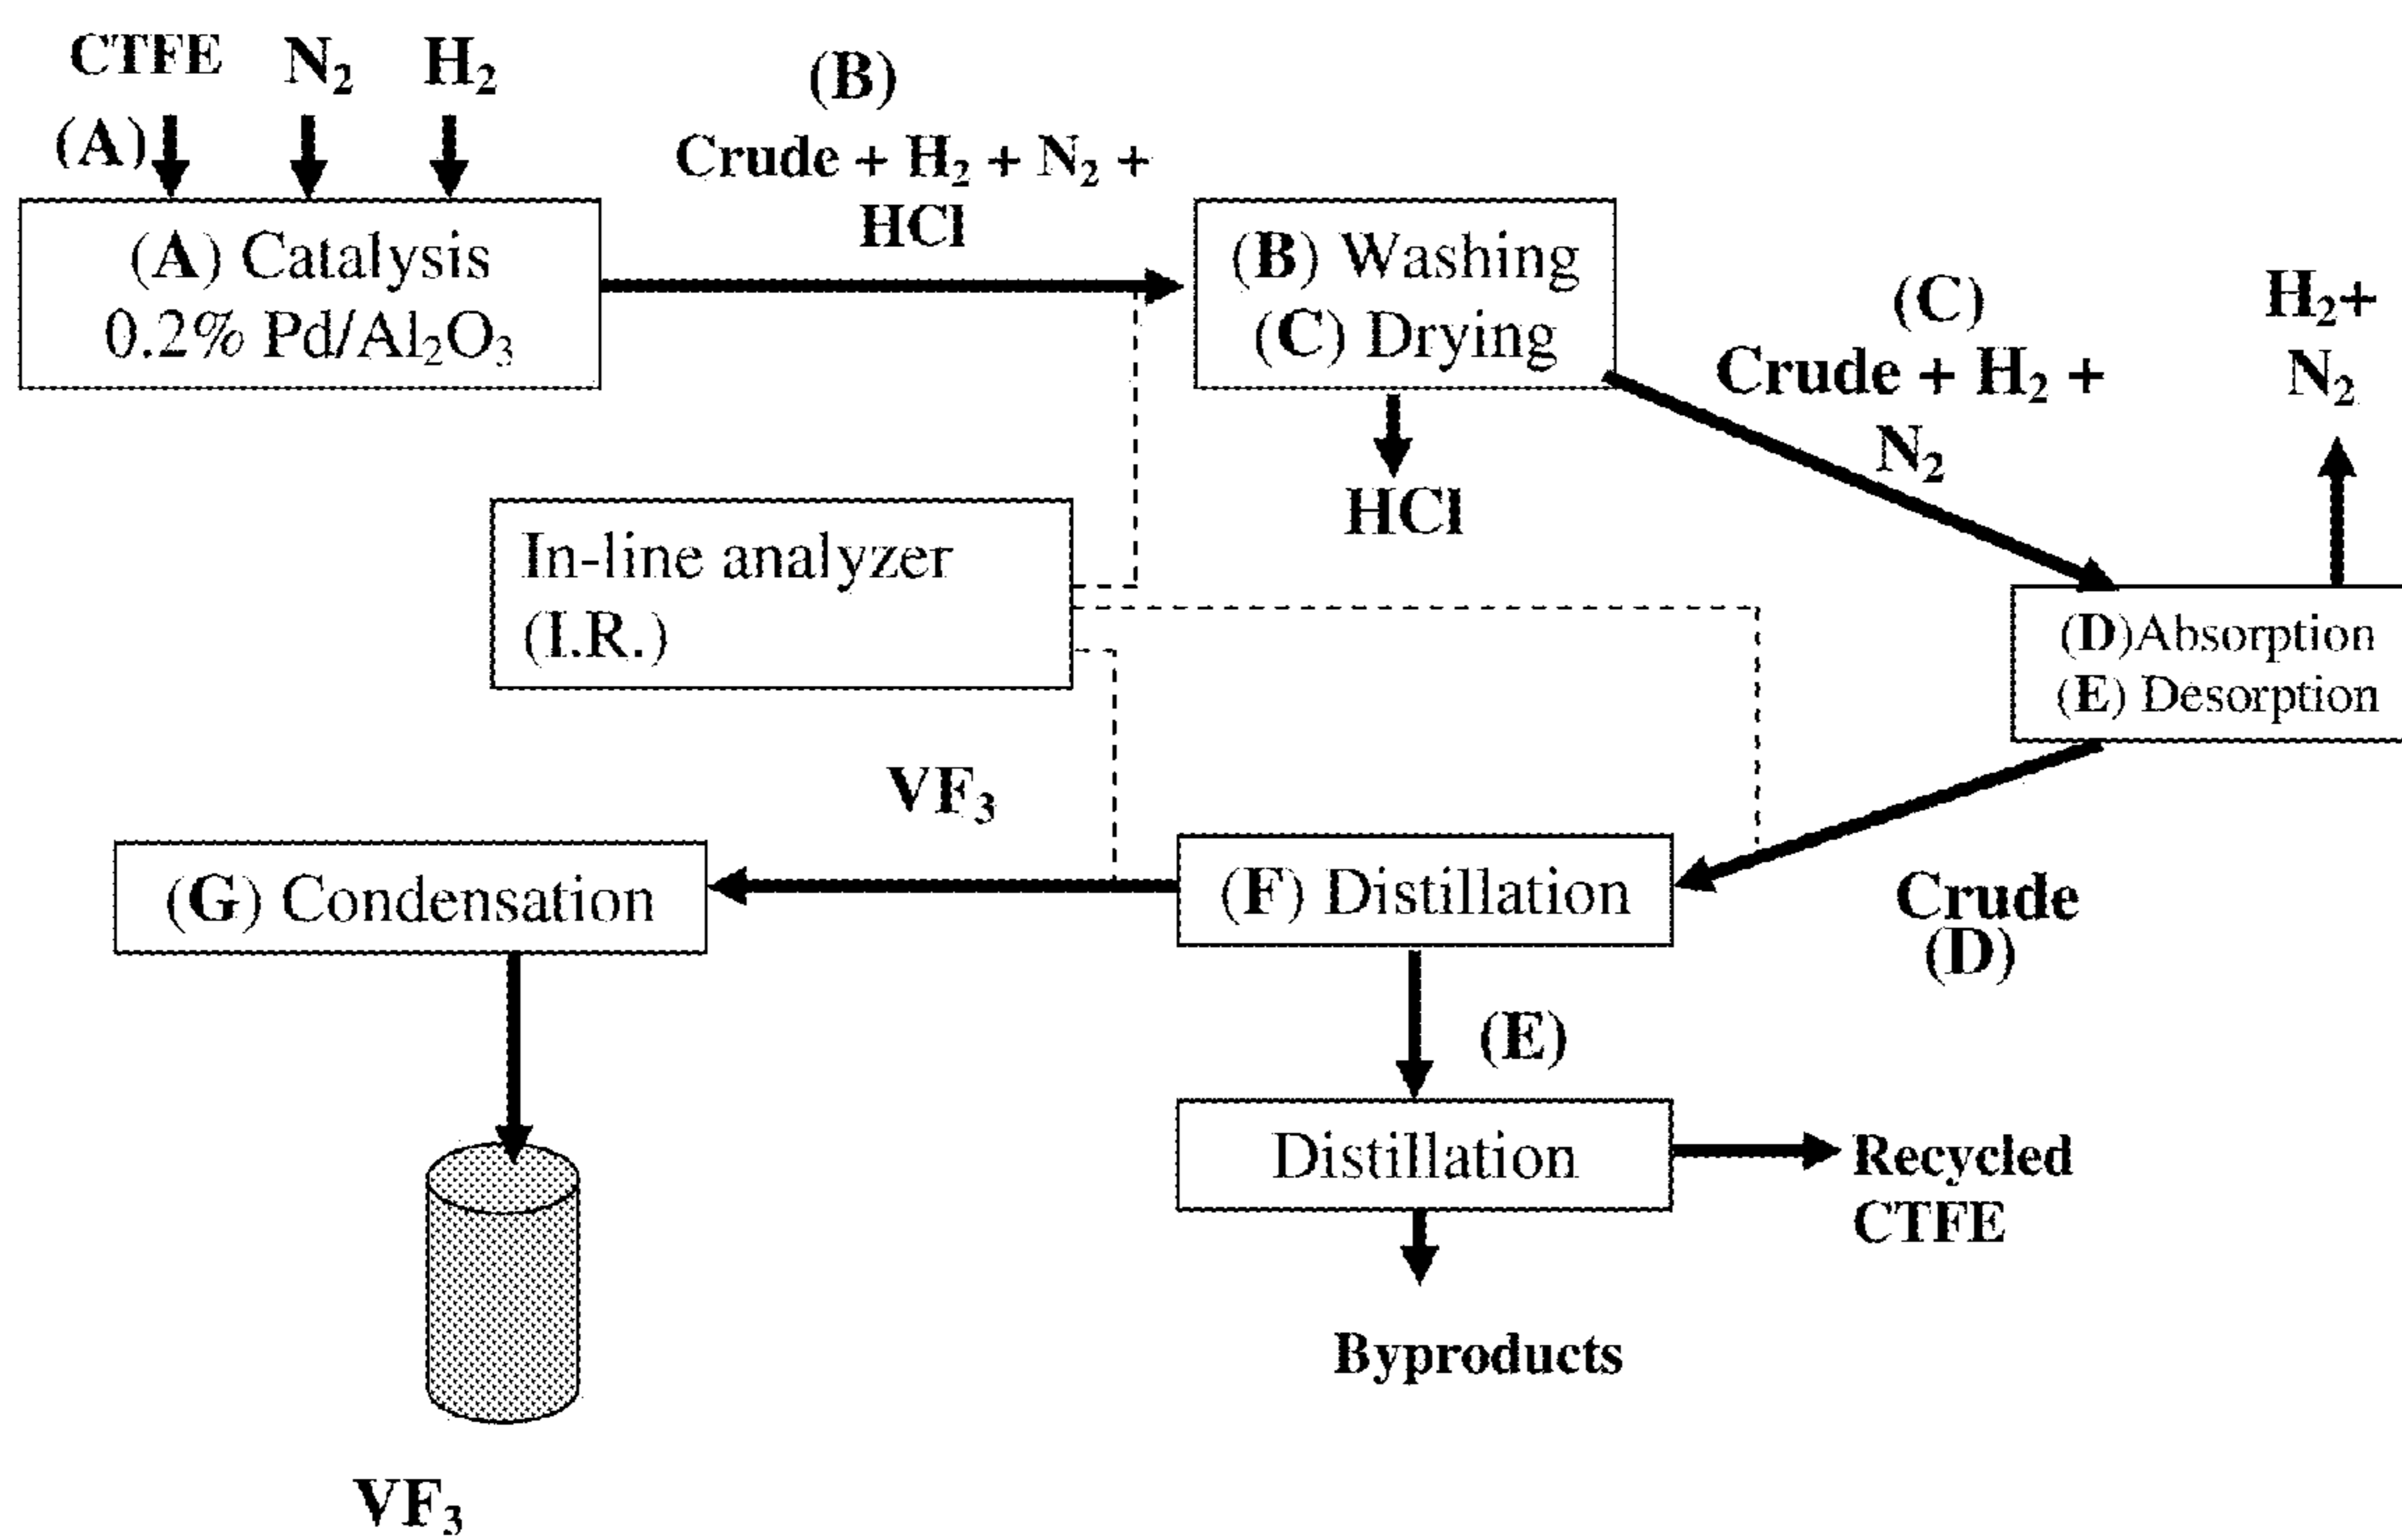 CTFE N₂ H₂
(A)
(A) Catalysis
0.2% Pd/Al₂O₃
(B)
Crude + H₂ + N₂ +
HCl
(B) Washing
(C) Drying
HCl
(C)
Crude + H₂ +
N₂
H₂+
N₂
In-line analyzer
(I.R.)
(D)Absorption
(E) Desorption
Crude
(D)
(F) Distillation
VF₃
(G) Condensation
VF₃
(E)
Distillation
Recycled
CTFE
Byproducts